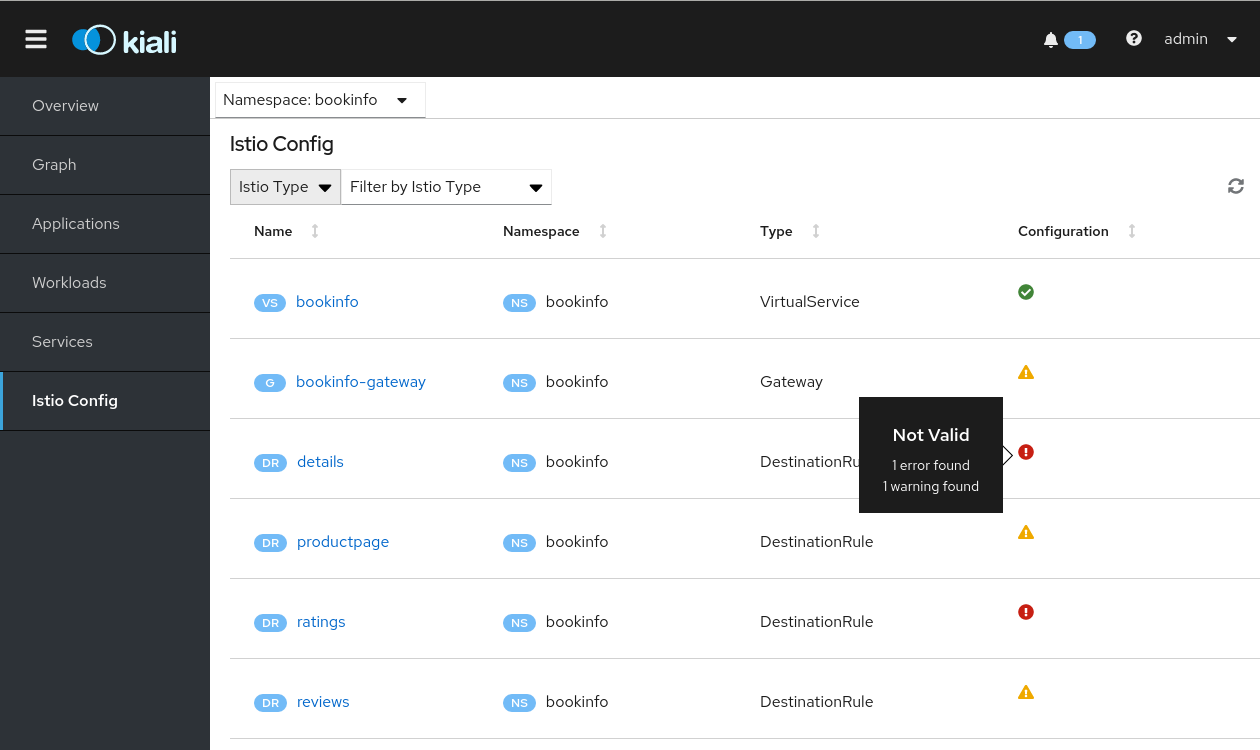 kiali
1
admin
Overview
Graph
Applications
Workloads
Services
Istio Config
Namespace: bookinfo
Istio Config
Istio Type Filter by Istio Type
Name Namespace Type Configuration
VS bookinfo NS bookinfo VirtualService
G bookinfo-gateway NS bookinfo Gateway
DR details NS bookinfo DestinationRu
Not Valid
1 error found
1 warning found
DR productpage NS bookinfo DestinationRule
DR ratings NS bookinfo DestinationRule
DR reviews NS bookinfo DestinationRule